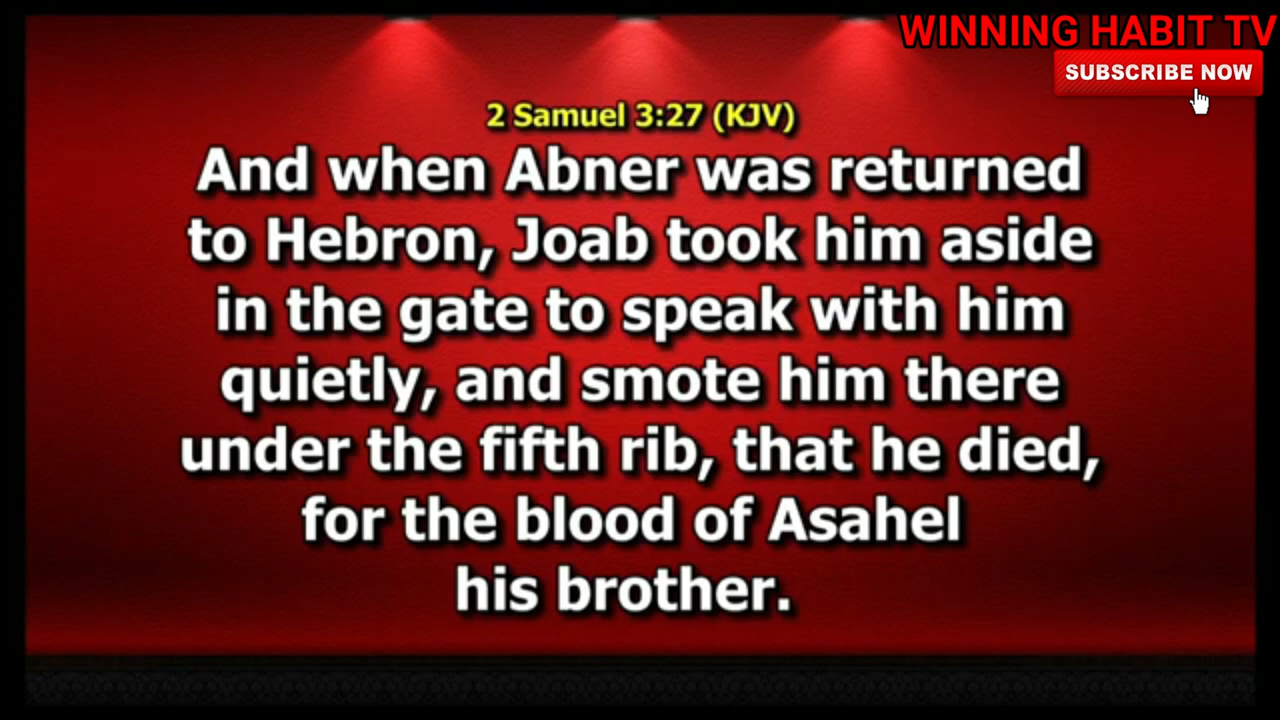 WINNING HABIT TV
SUBSCRIBE NOW
2 Samuel 3:27 (KJV)
And when Abner was returned
to Hebron, Joab took him aside
in the gate to speak with him
quietly, and smote him there
under the fifth rib, that he died,
for the blood of Asahel
his brother.